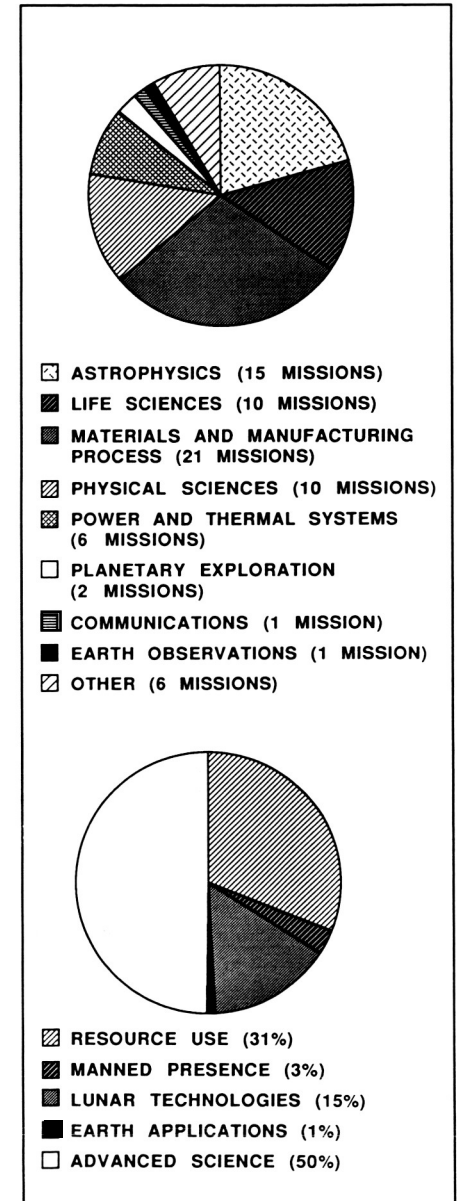 ASTROPHYSICS (15 MISSIONS)
LIFE SCIENCES (10 MISSIONS)
MATERIALS AND MANUFACTURING
PROCESS (21 MISSIONS)
PHYSICAL SCIENCES (10 MISSIONS)
POWER AND THERMAL SYSTEMS
(6 MISSIONS)
PLANETARY EXPLORATION
(2 MISSIONS)
COMMUNICATIONS (1 MISSION)
EARTH OBSERVATIONS (1 MISSION)
OTHER (6 MISSIONS)
RESOURCE USE (31%)
MANNED PRESENCE (3%)
LUNAR TECHNOLOGIES (15%)
EARTH APPLICATIONS (1%)
ADVANCED SCIENCE (50%)